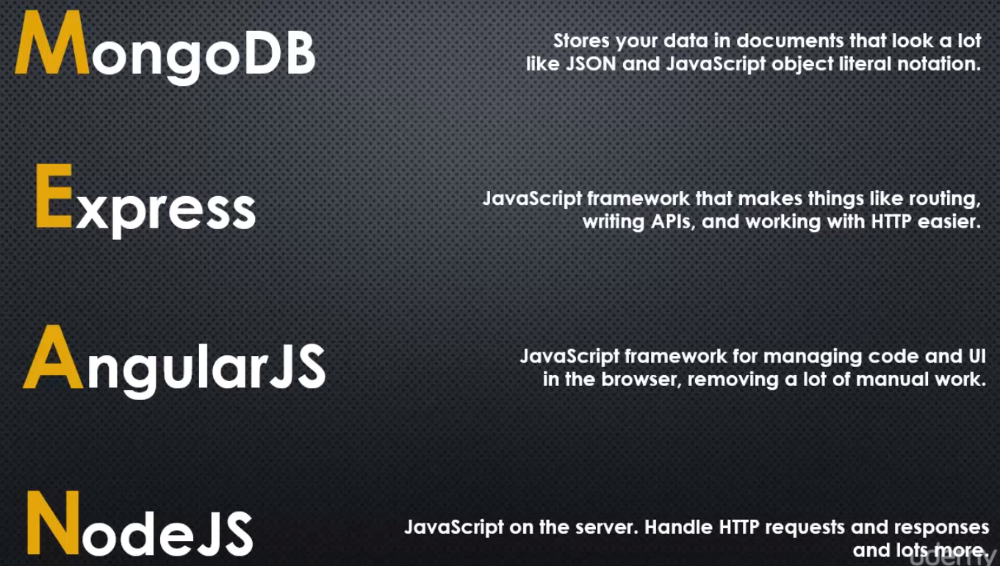 MongoDB
Stores your data in documents that look a lot
like JSON and JavaScript object literal notation.
Express
JavaScript framework that makes things like routing,
writing APIs, and working with HTTP easier.
AngularJS
JavaScript framework for managing code and UI
in the browser, removing a lot of manual work.
NodeJS
JavaScript on the server. Handle HTTP requests and responses
and lots more.
udemy